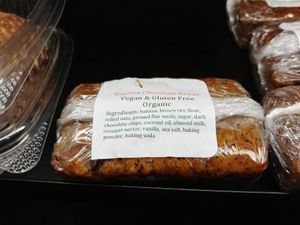 Banana Chocolate Bread
Vegan & Gluten Free
Organic
Ingredients: banana, brown rice flour,
rolled oats, ground flax seeds, sugar, dark
chocolate chips, coconut oil, almond milk,
coconut nectar, vanilla, sea salt, baking
powder, baking soda